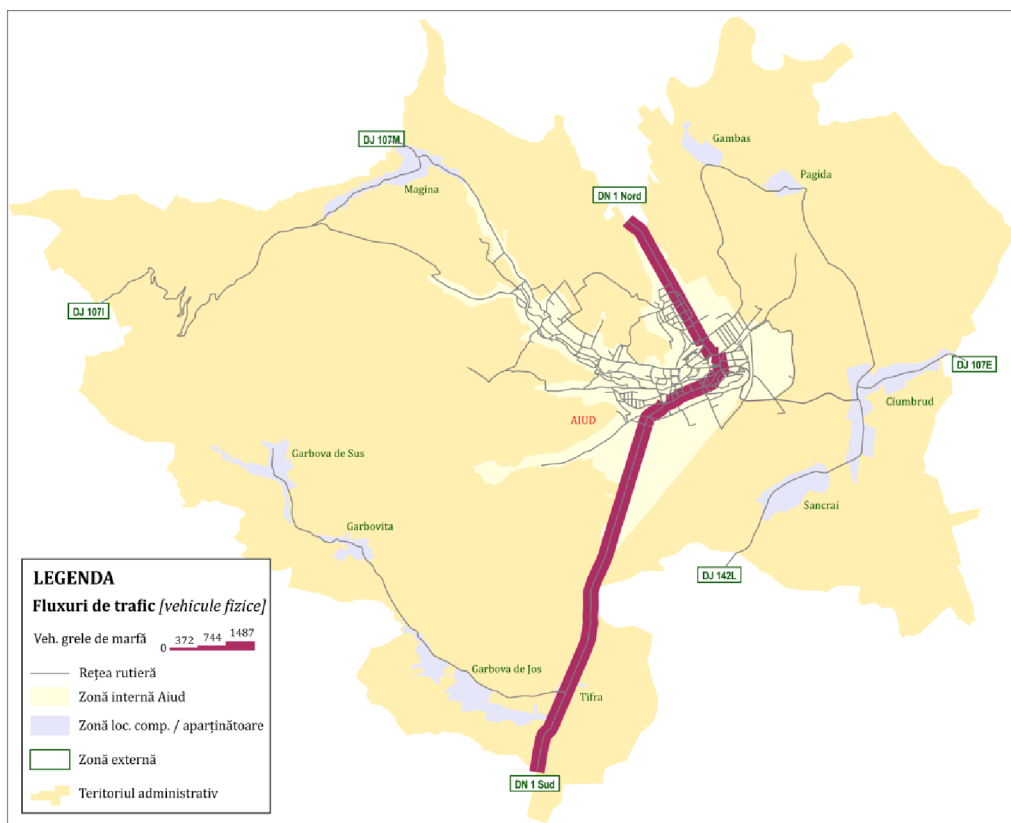 DJ 107M
Gambas
Pagida
Magina
DN 1 Nord
DJ 107I
DJ 107E
Ciumbrud
AIUD
Garbova de Sus
Sancrai
Garbovita
DJ 142L
Garbova de Jos
Tifra
DN 1 Sud
LEGENDA
Fluxuri de trafic [vehicule fizice]
Veh. grele de marfă 0 372 744 1487
Rețea rutieră
Zonă internă Aiud
Zonă loc. comp. / aparținătoare
Zonă externă
Teritoriul administrativ